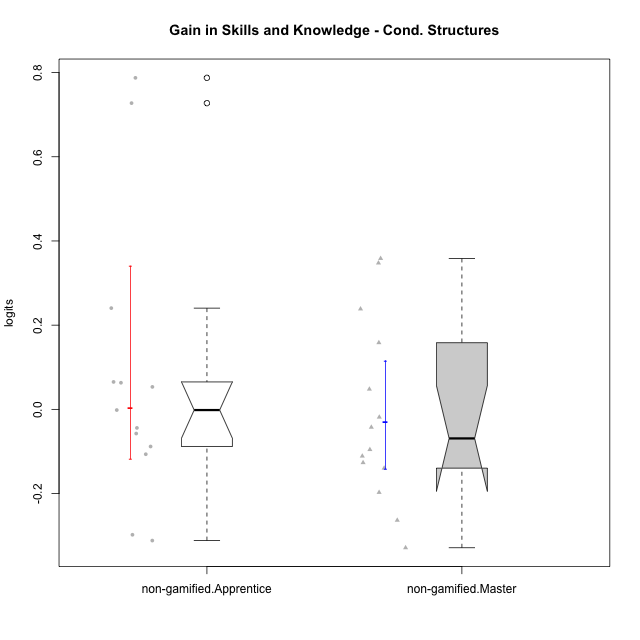 Gain in Skills and Knowledge - Cond. Structures
logits
0.8
0.6
0.4
0.2
0.0
-0.2
non-gamified.Apprentice
non-gamified.Master